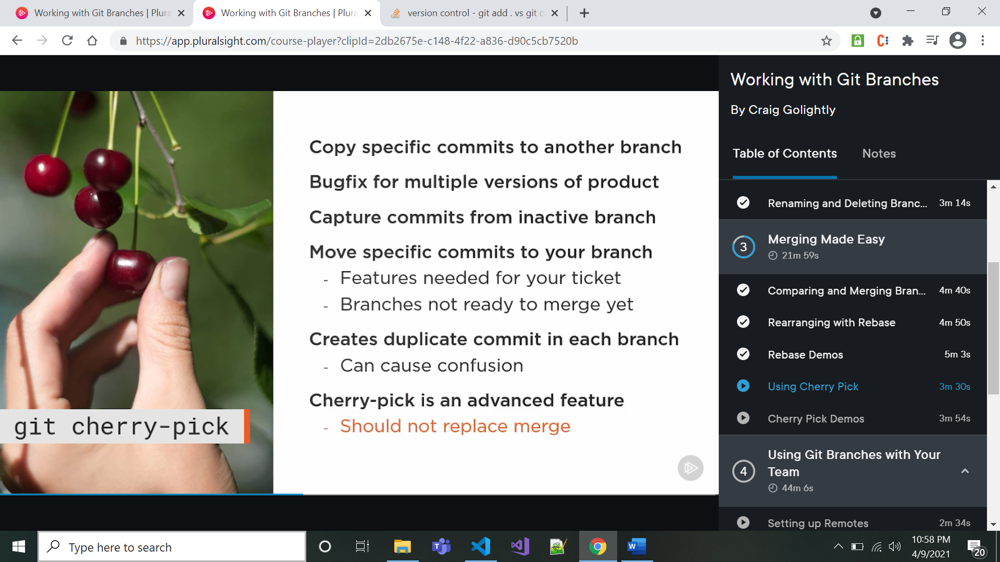 Working with Git Branches | Plura
Working with Git Branches | Plura
version control - git add . vs git c
https://app.pluralsight.com/course-player?clipId=2db2675e-c148-4f22-a836-d90c5cb7520b
Copy specific commits to another branch
Bugfix for multiple versions of product
Capture commits from inactive branch
Move specific commits to your branch
- Features needed for your ticket
- Branches not ready to merge yet
Creates duplicate commit in each branch
- Can cause confusion
Cherry-pick is an advanced feature
- Should not replace merge
git cherry-pick
Working with Git Branches
By Craig Golightly
Table of Contents Notes
Renaming and Deleting Branc... 3m 14s
3 Merging Made Easy
21m 59s
Comparing and Merging Bran... 4m 40s
Rearranging with Rebase 4m 50s
Rebase Demos 5m 3s
Using Cherry Pick 3m 30s
Cherry Pick Demos 3m 54s
4 Using Git Branches with Your
Team
44m 6s
Setting up Remotes 2m 34s
Type here to search
10:58 PM
4/9/2021
20